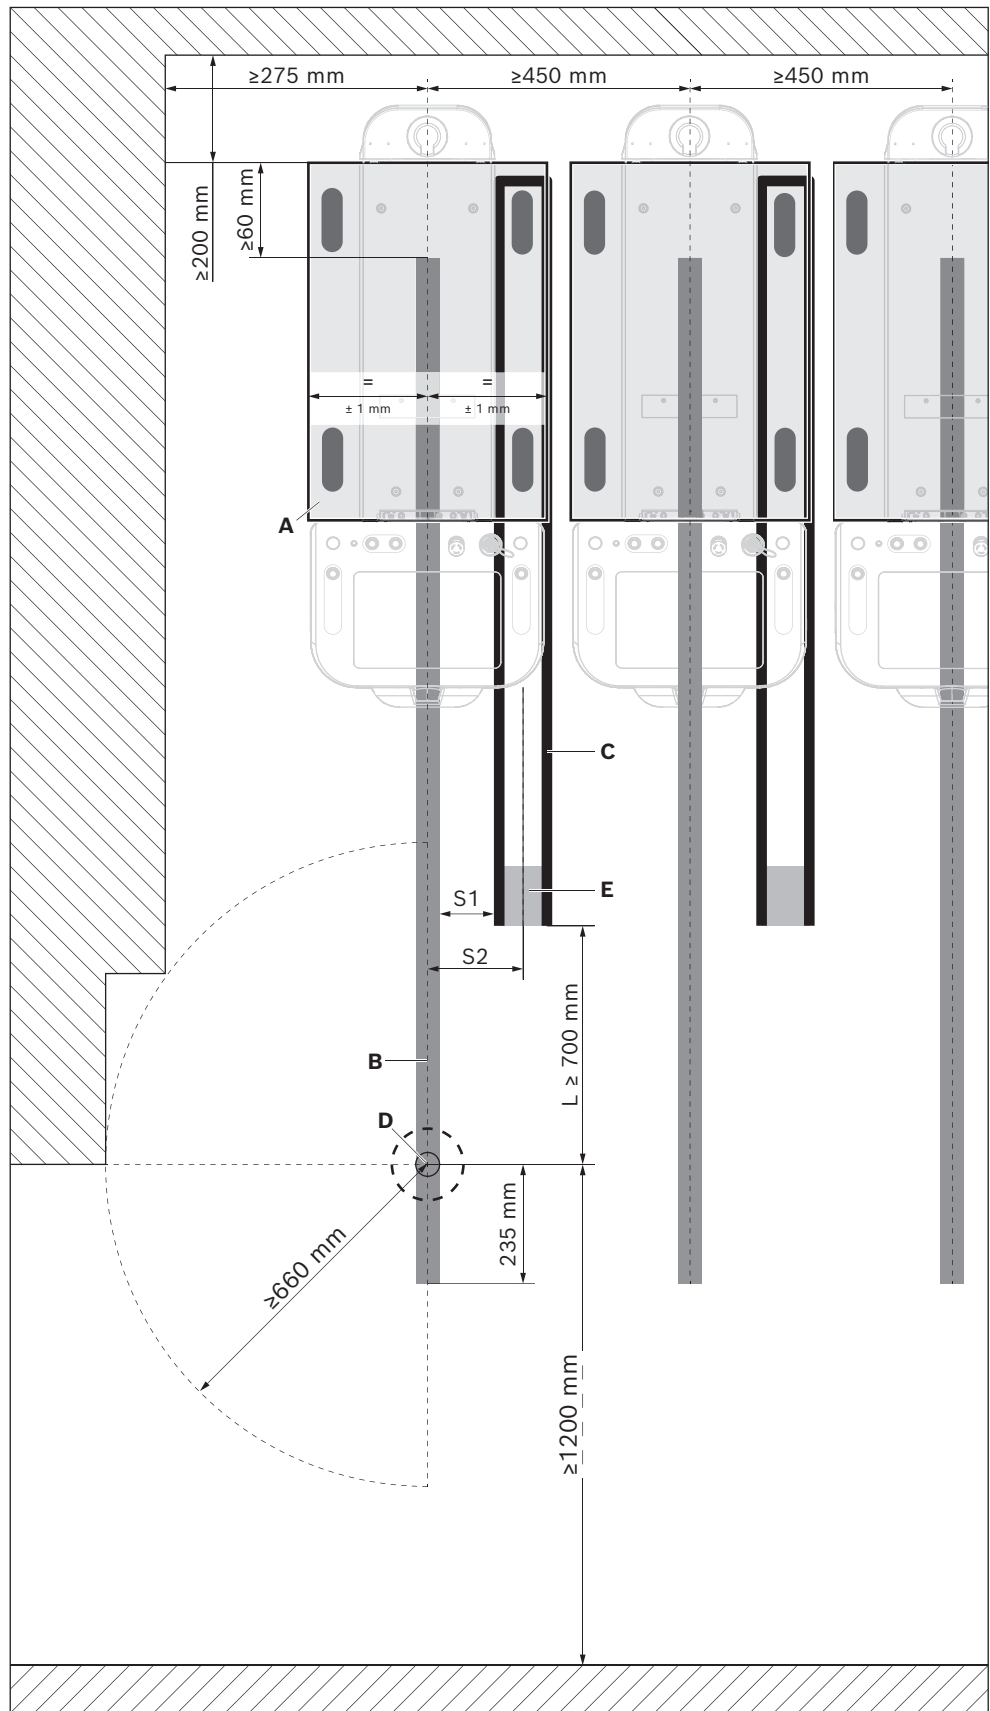 ≥275 mm
≥450 mm
≥450 mm
≥200 mm
≥60 mm
=
=
± 1 mm
± 1 mm
A
C
E
S1
S2
L ≥ 700 mm
B
D
235 mm
≥660 mm
≥1200 mm